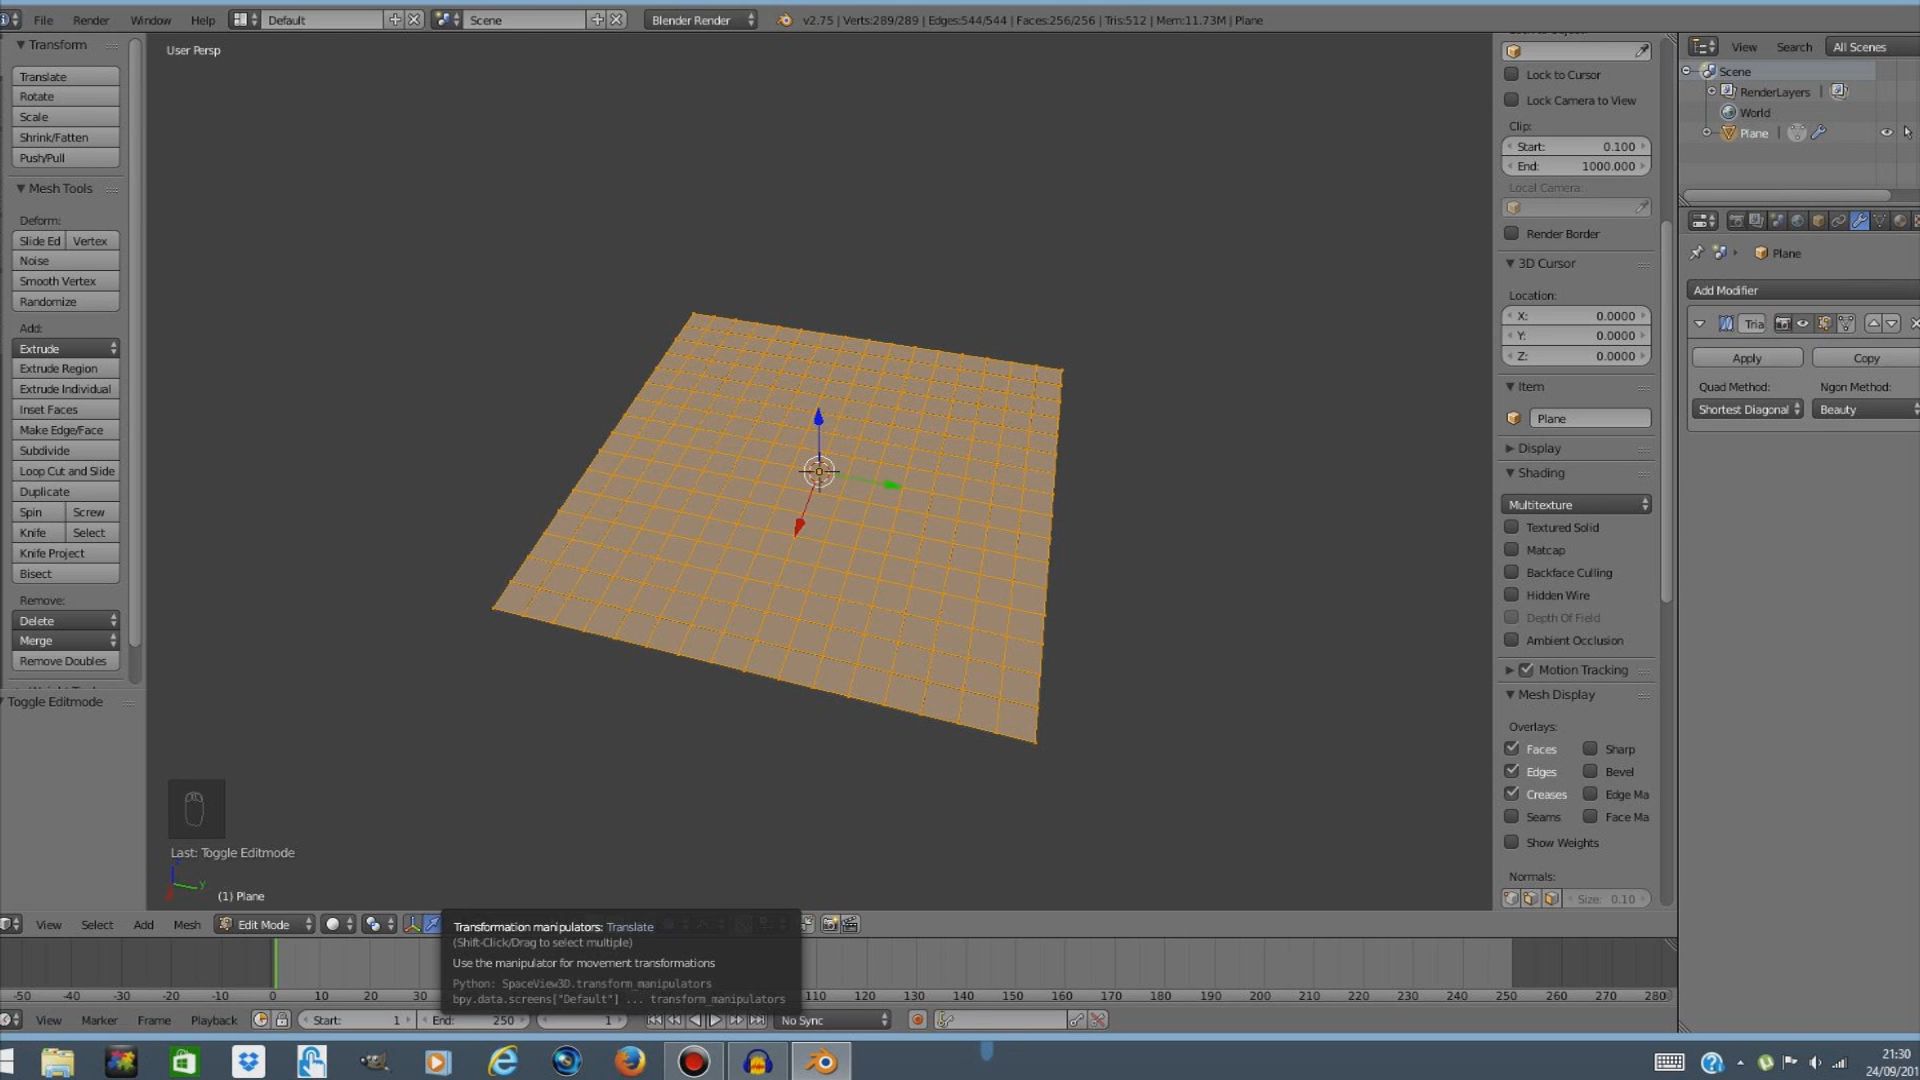 File Render Window Help Default Scene Blender Render v2.75 | Verts:289/289 | Edges:544/544 | Faces:256/256 | Tris:512 | Mem:11.73M | Plane
Transform
Translate
Rotate
Scale
Shrink/Fatten
Push/Pull
Mesh Tools
Deform:
Slide Ed Vertex
Noise
Smooth Vertex
Randomize
Add:
Extrude
Extrude Region
Extrude Individual
Inset Faces
Make Edge/Face
Subdivide
Loop Cut and Slide
Duplicate
Spin Screw
Knife Select
Knife Project
Bisect
Remove:
Delete
Merge
Remove Doubles
Toggle Editmode
User Persp
Last: Toggle Editmode
y
(1) Plane
Lock to Cursor
Lock Camera to View
Clip:
Start: 0.100
End: 1000.000
Local Camera:
Render Border
3D Cursor
Location:
X: 0.0000
Y: 0.0000
Z: 0.0000
Item
Plane
Display
Shading
Multitexture
Textured Solid
Matcap
Backface Culling
Hidden Wire
Depth Of Field
Ambient Occlusion
Motion Tracking
Mesh Display
Overlays:
Faces Sharp
Edges Bevel
Creases Edge Ma
Seams Face Ma
Show Weights
Normals:
Size: 0.10
View Search All Scenes
Scene
RenderLayers |
World
Plane |
Plane
Add Modifier
Tria
Apply Copy
Quad Method: Ngon Method:
Shortest Diagonal Beauty
View Select Add Mesh Edit Mode
Transformation manipulators: Translate
(Shift-Click/Drag to select multiple)
Use the manipulator for movement transformations
Python: SpaceView3D.transform_manipulators
bpy.data.screens["Default"] ... transform_manipulators
-50 -40 -30 -20 -10 0 10 20 30 110 120 130 140 150 160 170 180 190 200 210 220 230 240 250 260 270 280
View Marker Frame Playback Start: 1 End: 250 1 No Sync
21:30
24/09/201